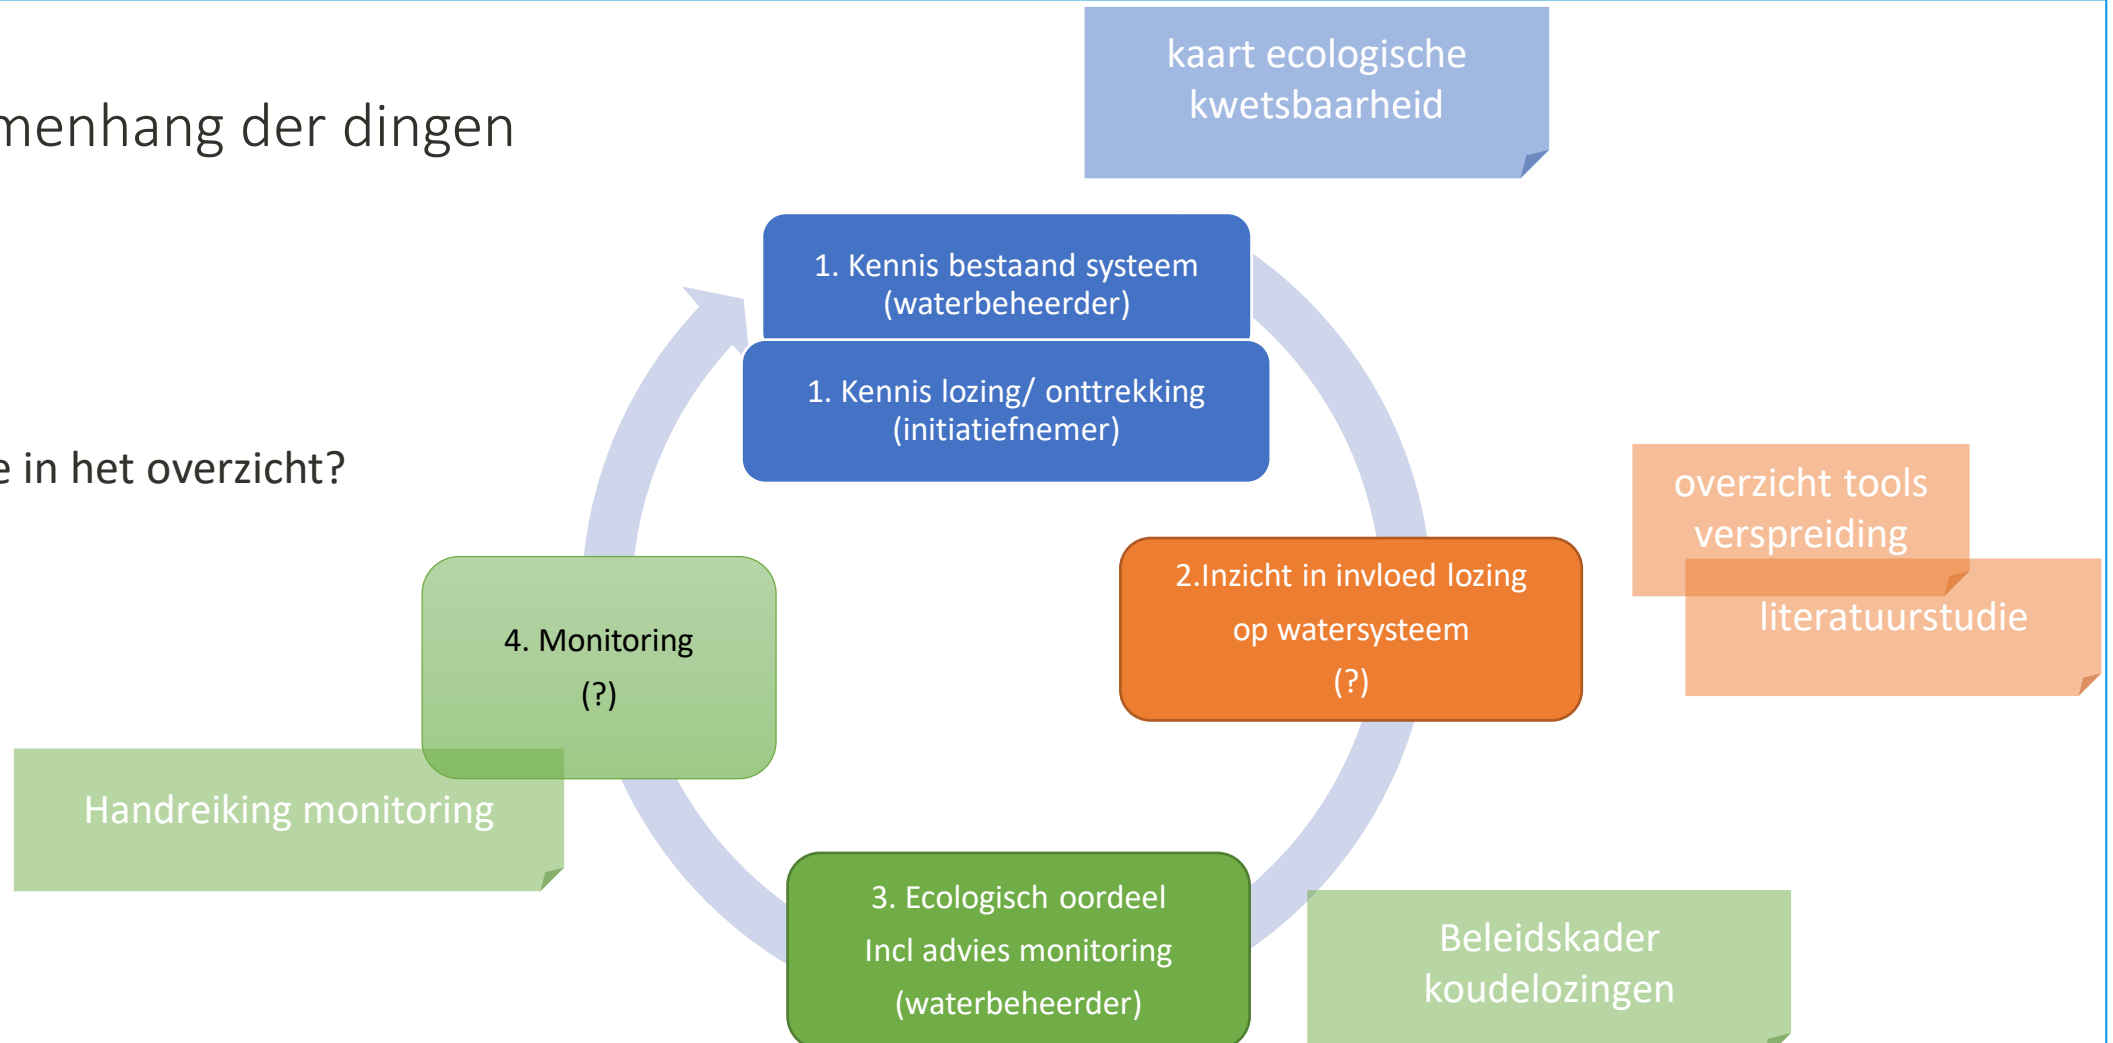 menhang der dingen
kaart ecologische
kwetsbaarheid
1. Kennis bestaand systeem
(waterbeheerder)
1. Kennis lozing/ onttrekking
(initiatiefnemer)
e in het overzicht?
overzicht tools
verspreiding
literatuurstudie
2.Inzicht in invloed lozing
op watersysteem
(?)
4. Monitoring
(?)
Handreiking monitoring
3. Ecologisch oordeel
Incl advies monitoring
(waterbeheerder)
Beleidskader
koudelozingen